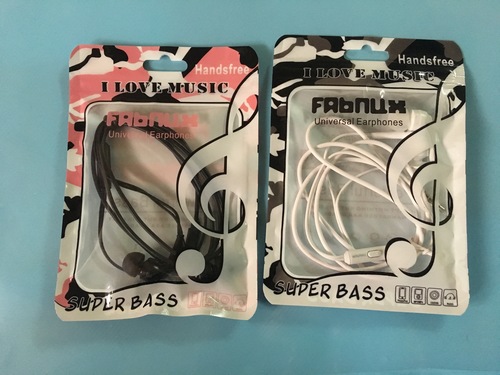 Handsfree
I LOVE MUSIC
FABNUX
Universal Earphones
SUPER BASS
Handsfree
I LOVE MUSIC
FABNUX
Universal Earphones
SUPER BASS